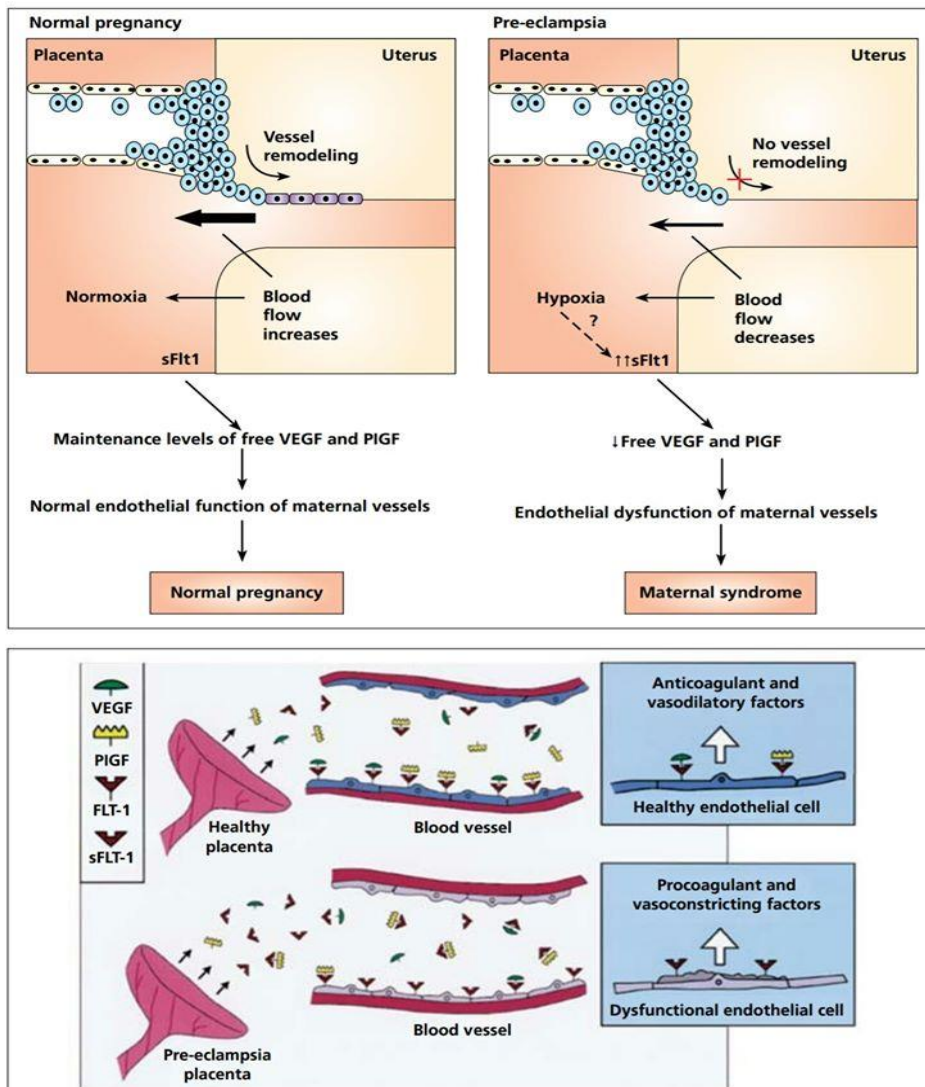 Normal pregnancy
Placenta
Uterus
Vessel
remodeling
Normoxia
Blood
flow
increases
sFlt1
Maintenance levels of free VEGF and PIGF
Normal endothelial function of maternal vessels
Normal pregnancy
Pre-eclampsia
Placenta
Uterus
No vessel
remodeling
Hypoxia
?
Blood
flow
decreases
↑↑sFlt1
↓Free VEGF and PIGF
Endothelial dysfunction of maternal vessels
Maternal syndrome
VEGF
PIGF
FLT-1
sFLT-1
Healthy
placenta
Blood vessel
Anticoagulant and
vasodilatory factors
Healthy endothelial cell
Pre-eclampsia
placenta
Blood vessel
Procoagulant and
vasoconstricting factors
Dysfunctional endothelial cell